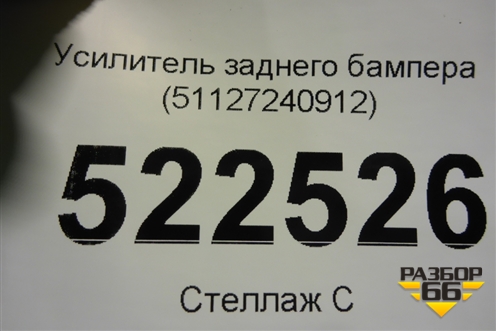 Усилитель заднего бампера
(51127240912)
522526
Стеллаж С
РАЗБОР
66